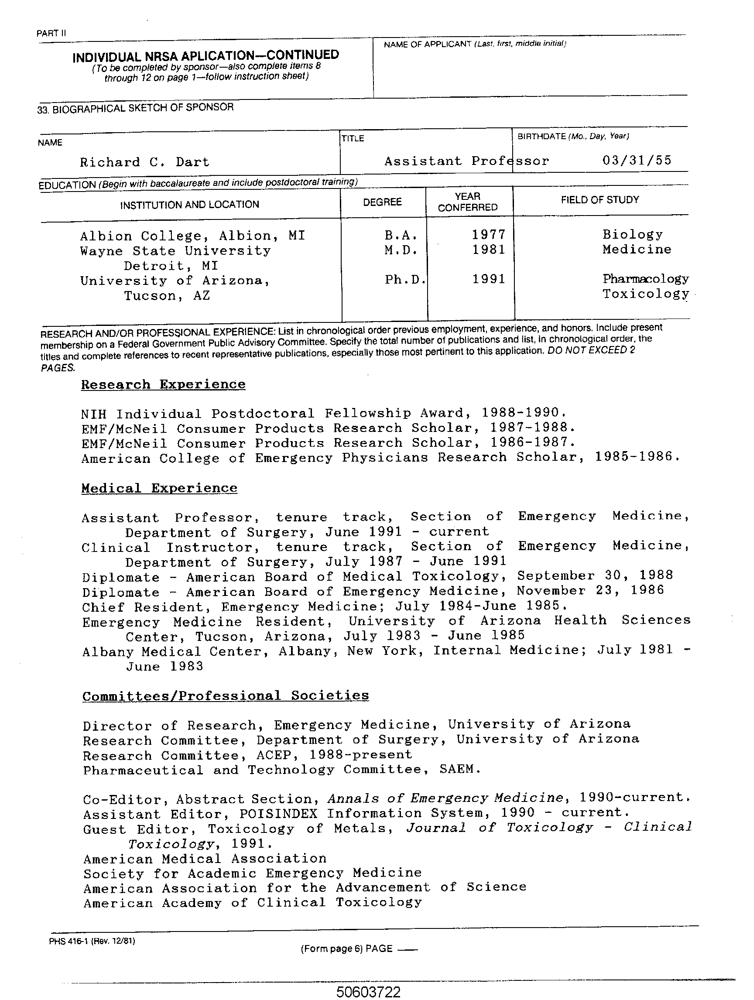 PART II
INDIVIDUAL NRSA APLICATION—CONTINUED
(To be completed by sponsor—also complete items 8
through 12 on page 1—follow instruction sheet)
NAME OF APPLICANT (Last, first, middle initial)
33. BIOGRAPHICAL SKETCH OF SPONSOR
NAME
TITLE
BIRTHDATE (Mo., Day, Year)
Richard C. Dart
Assistant Professor
03/31/55
EDUCATION (Begin with baccalaureate and include postdoctoral training)
INSTITUTION AND LOCATION
DEGREE
YEAR
CONFERRED
FIELD OF STUDY
Albion College, Albion, MI B.A. 1977 Biology
Wayne State University M.D. 1981 Medicine
Detroit, MI
University of Arizona, Ph.D. 1991 Pharmacology
Tucson, AZ Toxicology
RESEARCH AND/OR PROFESSIONAL EXPERIENCE: List in chronological order previous employment, experience, and honors. Include present
membership on a Federal Government Public Advisory Committee. Specify the total number of publications and list, in chronological order, the
titles and complete references to recent representative publications, especially those most pertinent to this application. DO NOT EXCEED 2
PAGES.
Research Experience
NIH Individual Postdoctoral Fellowship Award, 1988-1990.
EMF/McNeil Consumer Products Research Scholar, 1987-1988.
EMF/McNeil Consumer Products Research Scholar, 1986-1987.
American College of Emergency Physicians Research Scholar, 1985-1986.
Medical Experience
Assistant Professor, tenure track, Section of Emergency Medicine,
Department of Surgery, June 1991 - current
Clinical Instructor, tenure track, Section of Emergency Medicine,
Department of Surgery, July 1987 - June 1991
Diplomate - American Board of Medical Toxicology, September 30, 1988
Diplomate - American Board of Emergency Medicine, November 23, 1986
Chief Resident, Emergency Medicine; July 1984-June 1985.
Emergency Medicine Resident, University of Arizona Health Sciences
Center, Tucson, Arizona, July 1983 - June 1985
Albany Medical Center, Albany, New York, Internal Medicine; July 1981 -
June 1983
Committees/Professional Societies
Director of Research, Emergency Medicine, University of Arizona
Research Committee, Department of Surgery, University of Arizona
Research Committee, ACEP, 1988-present
Pharmaceutical and Technology Committee, SAEM.
Co-Editor, Abstract Section, Annals of Emergency Medicine, 1990-current.
Assistant Editor, POISINDEX Information System, 1990 - current.
Guest Editor, Toxicology of Metals, Journal of Toxicology - Clinical
Toxicology, 1991.
American Medical Association
Society for Academic Emergency Medicine
American Association for the Advancement of Science
American Academy of Clinical Toxicology
PHS 416-1 (Rev. 12/81)
(Form page 6) PAGE
50603722